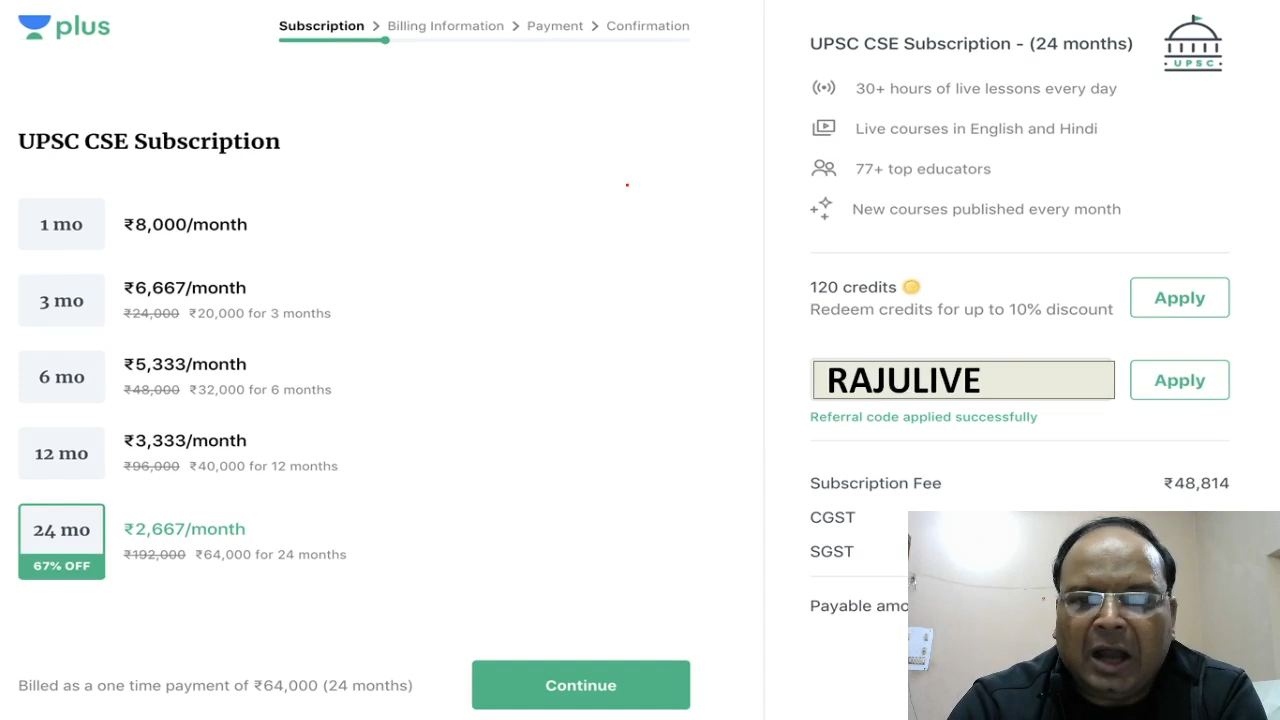 plus
Subscription > Billing Information > Payment > Confirmation
UPSC CSE Subscription
1 mo ₹8,000/month
3 mo ₹6,667/month
₹24,000 ₹20,000 for 3 months
6 mo ₹5,333/month
₹48,000 ₹32,000 for 6 months
12 mo ₹3,333/month
₹96,000 ₹40,000 for 12 months
24 mo ₹2,667/month
67% OFF ₹192,000 ₹64,000 for 24 months
Billed as a one time payment of ₹64,000 (24 months)
Continue
UPSC CSE Subscription - (24 months)
UPSC
30+ hours of live lessons every day
Live courses in English and Hindi
77+ top educators
New courses published every month
120 credits
Redeem credits for up to 10% discount
Apply
RAJULIVE
Apply
Referral code applied successfully
Subscription Fee ₹48,814
CGST
SGST
Payable amo